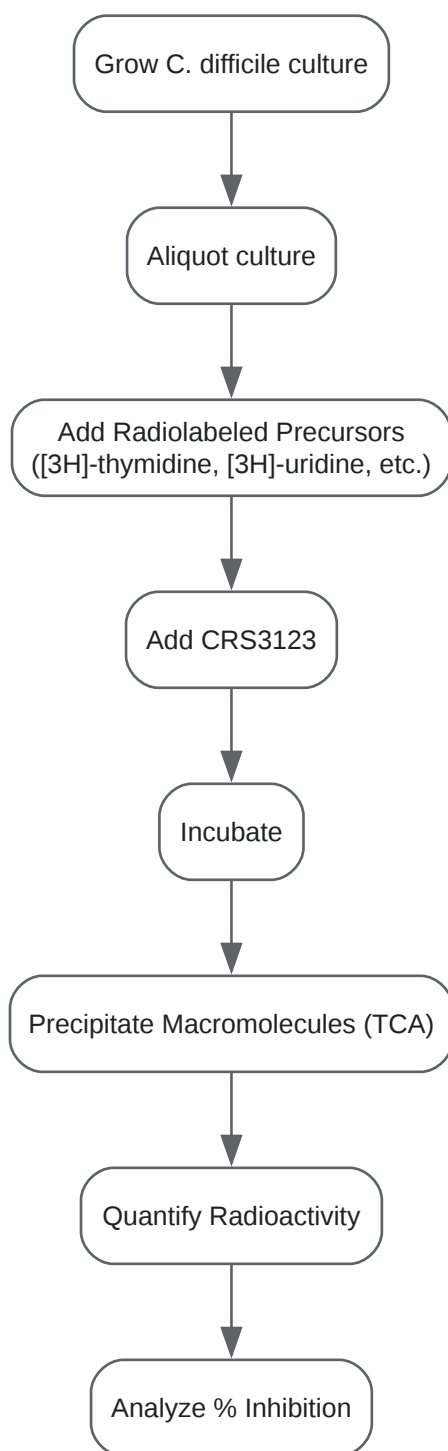 Grow C. difficile culture
Aliquot culture
Add Radiolabeled Precursors
([3H]-thymidine, [3H]-uridine, etc.)
Add CRS3123
Incubate
Precipitate Macromolecules (TCA)
Quantify Radioactivity
Analyze % Inhibition